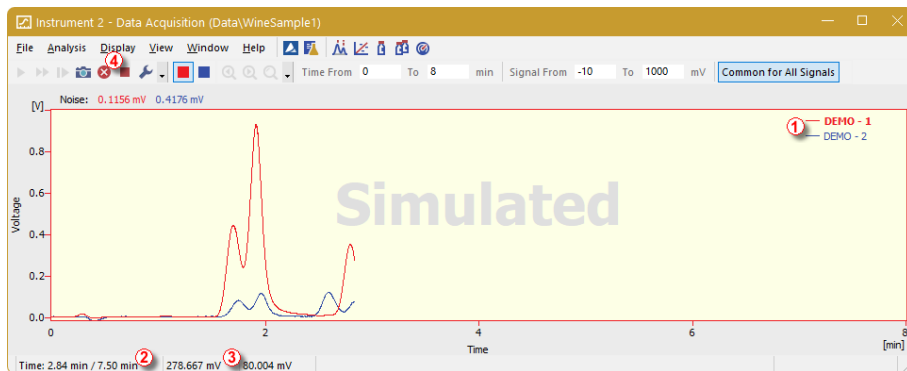 Instrument 2 - Data Acquisition (Data\WineSample1)
File Analysis Display View Window Help
4
Time From 0 To 8 min Signal From -10 To 1000 mV Common for All Signals
[V] Noise: 0.1156 mV 0.4176 mV
1 DEMO - 1
DEMO - 2
0.8
Simulated
0.6
Voltage
0.4
0.2
0.0
0 2 4 6 8
Time [min]
Time: 2.84 min / 7.50 min 2 278.667 mV 3 80.004 mV